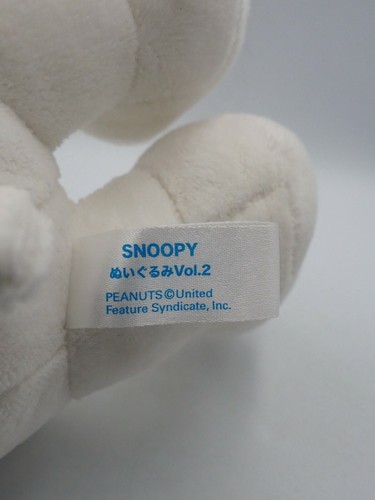 SNOOPY
ぬいぐるみVol.2
PEANUTS©United
Feature Syndicate, Inc.